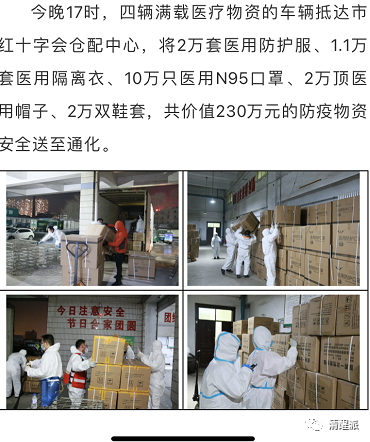 今晚17时，四辆满载医疗物资的车辆抵达市
红十字会仓配中心，将2万套医用防护服、1.1万
套医用隔离衣、10万只医用N95口罩、2万顶医
用帽子、2万双鞋套，共价值230万元的防疫物资
安全送至通化。
今日注意安全
节日合家团圆
清蹚派